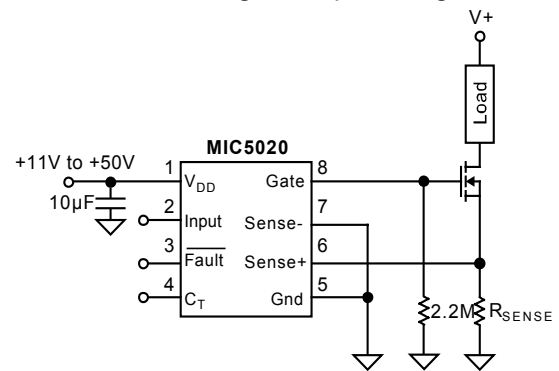 V+
Load
MIC5020
+11V to +50V
10µF
1
V_DD
2
Input
3
Fault
4
C_T
8
Gate
7
Sense-
6
Sense+
5
Gnd
2.2M
R_SENSE